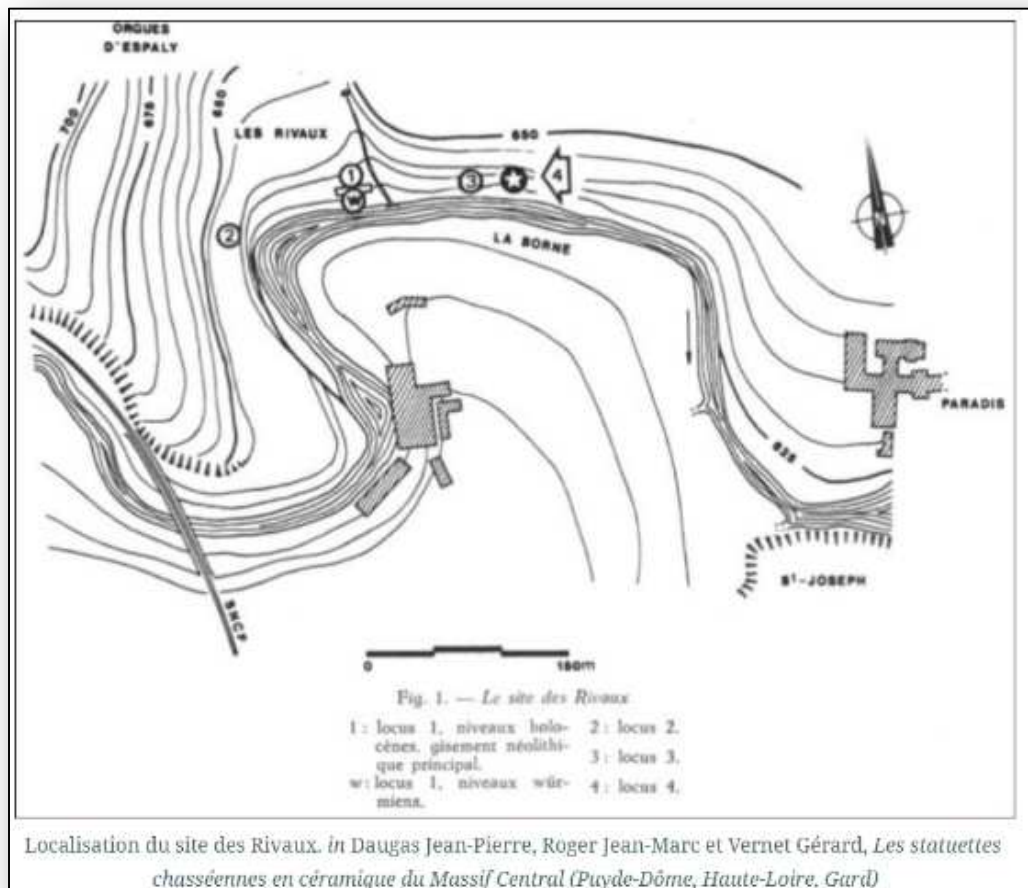 ORGUES
D'ESPALY
700
675
660
LES RIVAUX
650
1
W
3
4
2
LA BORNE
PARADIS
625
St-JOSEPH
SNCF
0
150m
Fig. 1. — Le site des Rivaux
1 : locus 1, niveaux holo-
cènes, gisement néolithi-
que principal.
w : locus 1, niveaux wür-
miens.
2 : locus 2.
3 : locus 3.
4 : locus 4.
Localisation du site des Rivaux. in Daugas Jean-Pierre, Roger Jean-Marc et Vernet Gérard, Les statuettes
chasséennes en céramique du Massif Central (Puyde-Dôme, Haute-Loire, Gard)